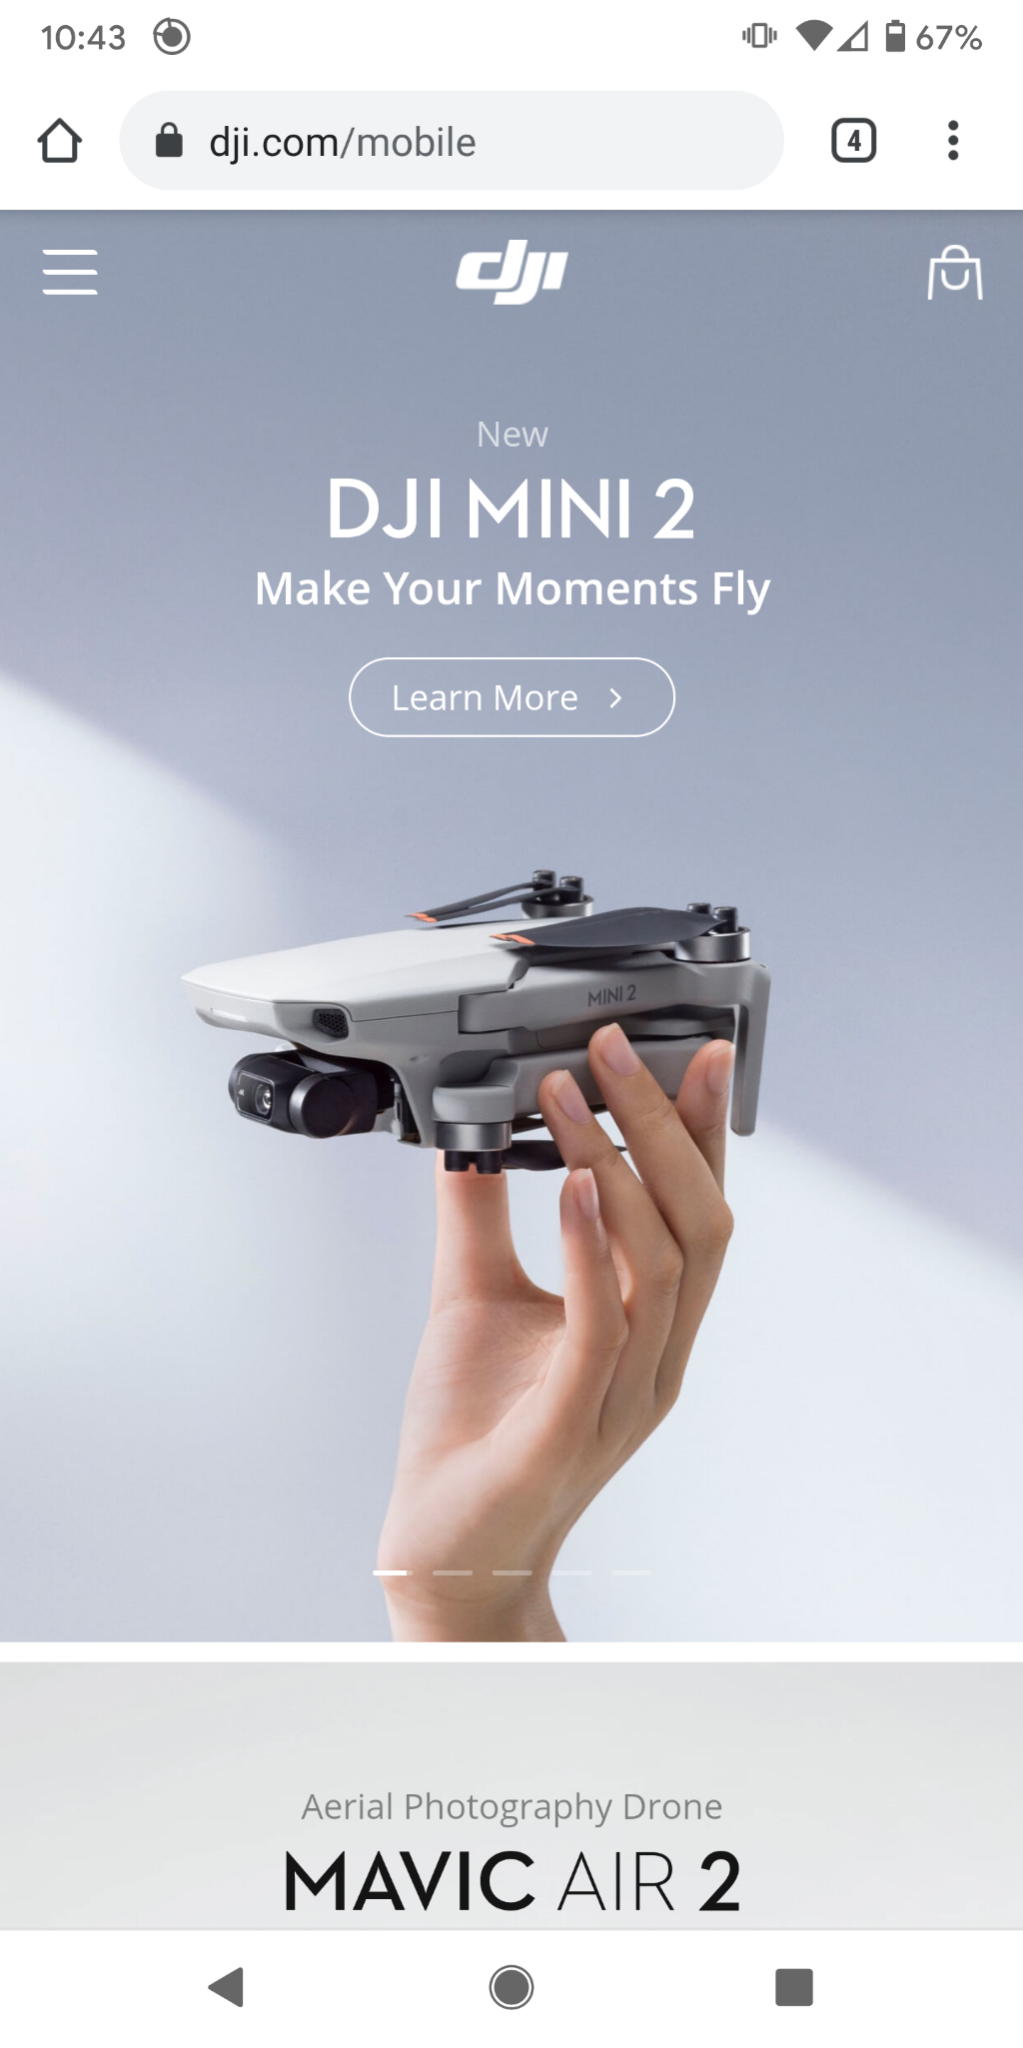 10:43
67%
dji.com/mobile
4
dji
New
DJI MINI 2
Make Your Moments Fly
Learn More
MINI 2
Aerial Photography Drone
MAVIC AIR 2